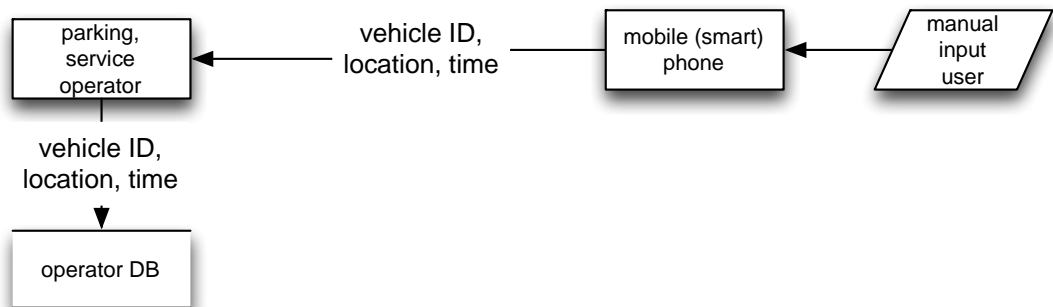 parking,
service
operator
vehicle ID,
location, time
mobile (smart)
phone
manual
input
user
vehicle ID,
location, time
operator DB